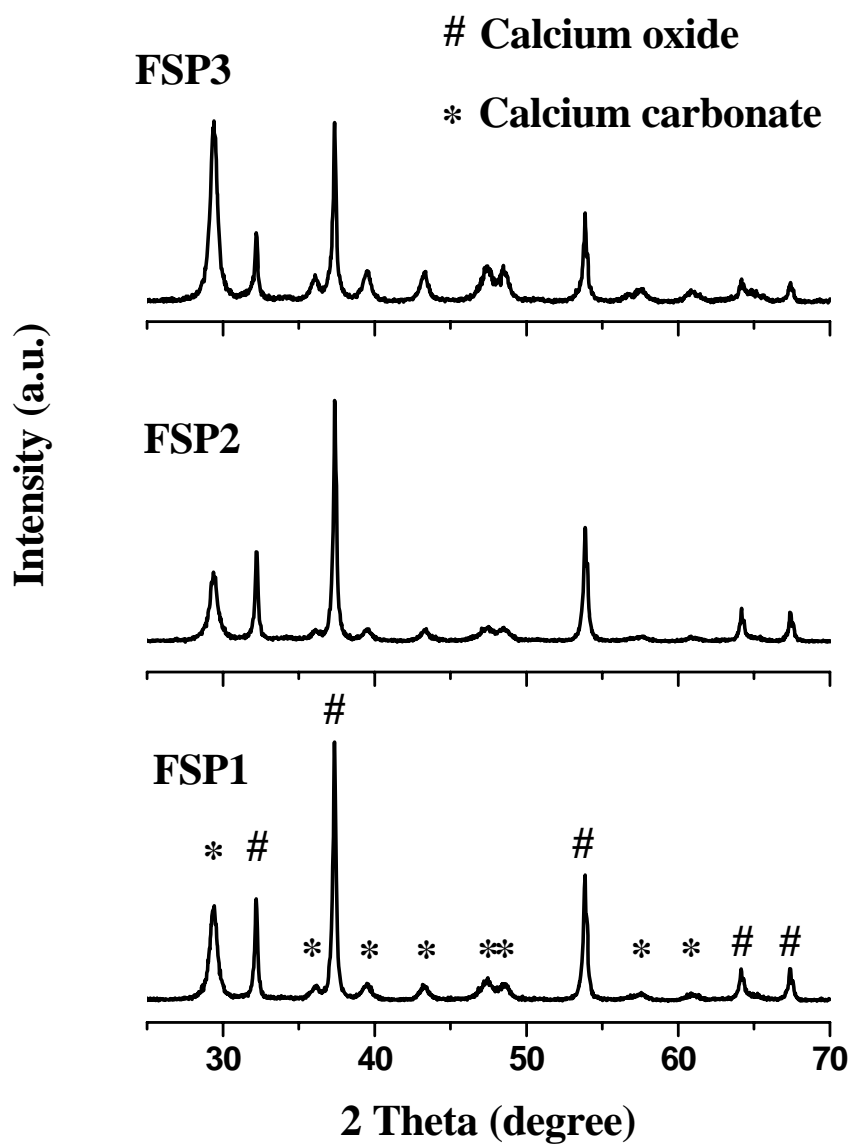 # Calcium oxide
FSP3
* Calcium carbonate
Intensity (a.u.)
FSP2
#
FSP1
* # #
* * * ** * * # #
30 40 50 60 70
2 Theta (degree)